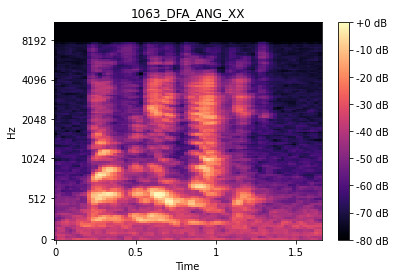 1063_DFA_ANG_XX
+0 dB
8192
-10 dB
4096
-20 dB
-30 dB
2048
Hz
-40 dB
1024
-50 dB
512
-60 dB
-70 dB
0
-80 dB
0 0.5 1 1.5
Time